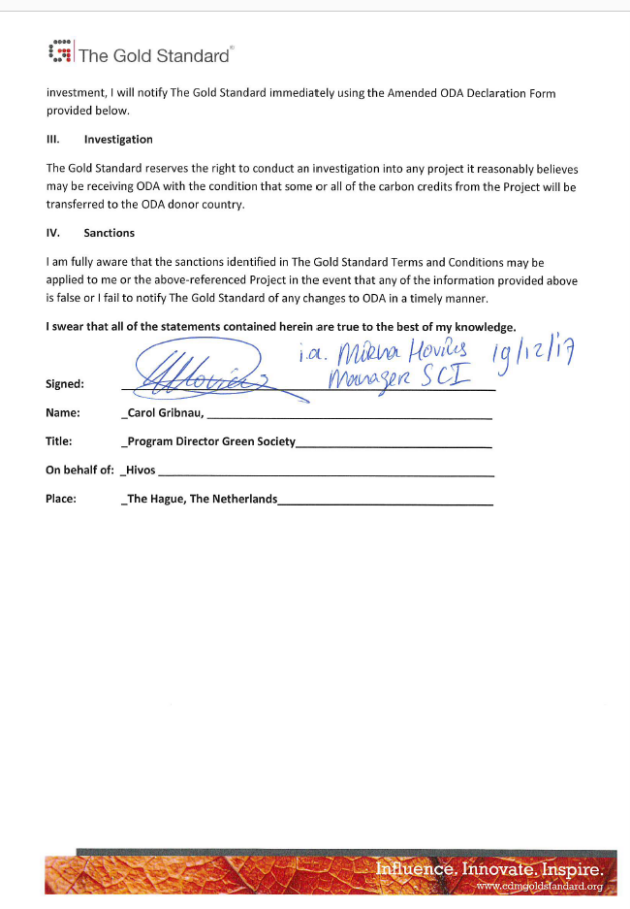 The Gold Standard®
investment, I will notify The Gold Standard immediately using the Amended ODA Declaration Form
provided below.
III. Investigation
The Gold Standard reserves the right to conduct an investigation into any project it reasonably believes
may be receiving ODA with the condition that some or all of the carbon credits from the Project will be
transferred to the ODA donor country.
IV. Sanctions
I am fully aware that the sanctions identified in The Gold Standard Terms and Conditions may be
applied to me or the above-referenced Project in the event that any of the information provided above
is false or I fail to notify The Gold Standard of any changes to ODA in a timely manner.
I swear that all of the statements contained herein are true to the best of my knowledge.
i.a. Mirna Hovius 19/12/17
Manager SCI
Signed:
Name: _Carol Gribnau,
Title: _Program Director Green Society
On behalf of: _Hivos
Place: _The Hague, The Netherlands
Influence. Innovate. Inspire.
www.cdmgoldstandard.org